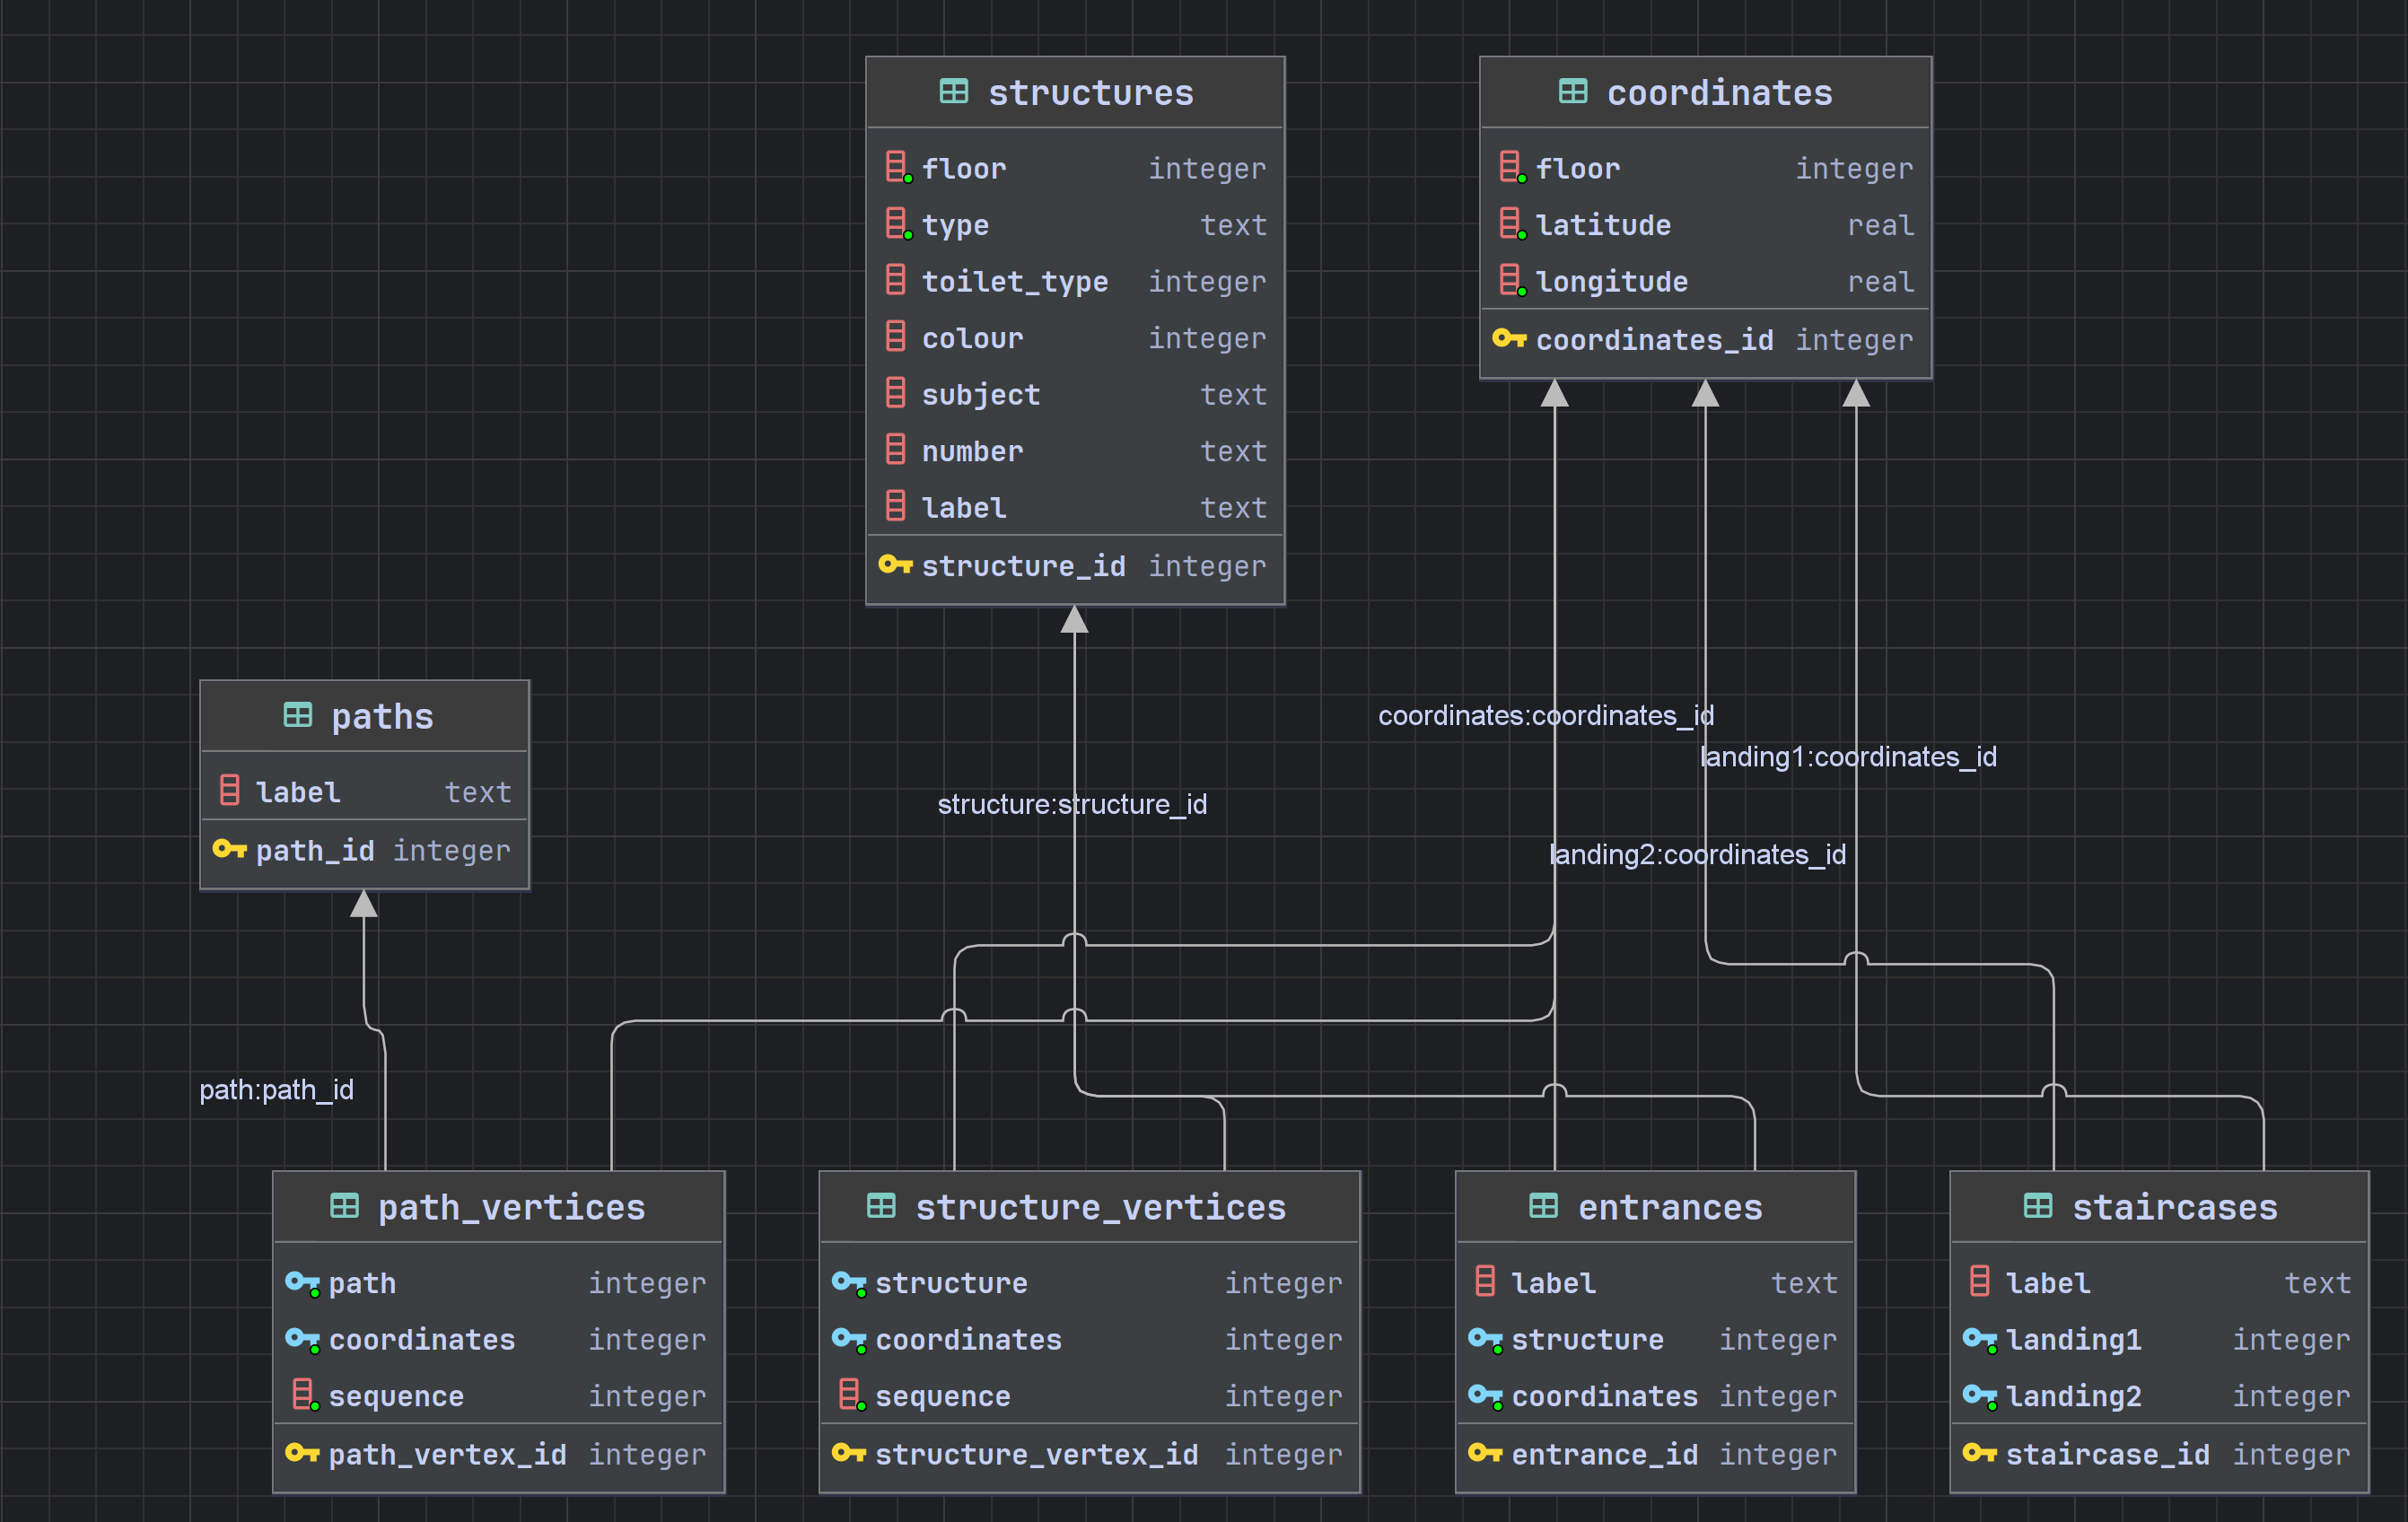 structures
floor integer
type text
toilet_type integer
colour integer
subject text
number text
label text
structure_id integer
coordinates
floor integer
latitude real
longitude real
coordinates_id integer
paths
label text
path_id integer
coordinates:coordinates_id
landing1:coordinates_id
structure:structure_id
landing2:coordinates_id
path:path_id
path_vertices
path integer
coordinates integer
sequence integer
path_vertex_id integer
structure_vertices
structure integer
coordinates integer
sequence integer
structure_vertex_id integer
entrances
label text
structure integer
coordinates integer
entrance_id integer
staircases
label text
landing1 integer
landing2 integer
staircase_id integer